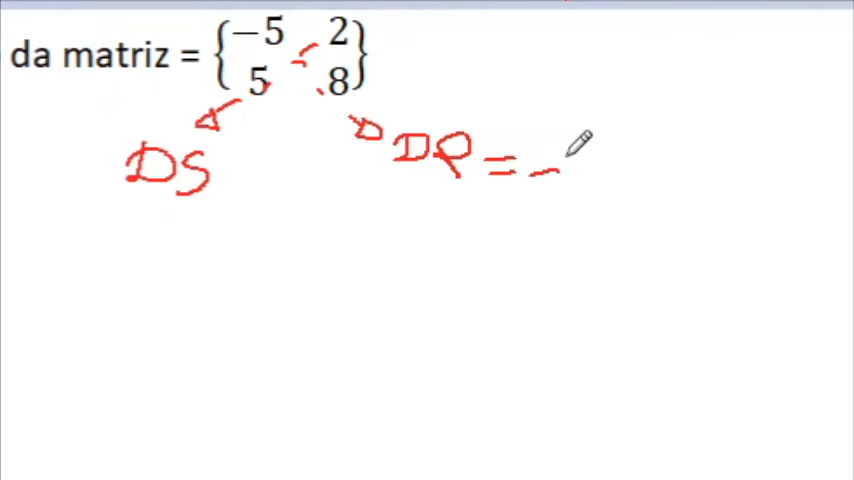 da matriz = {−5 2
5 8}
DS
DP = −